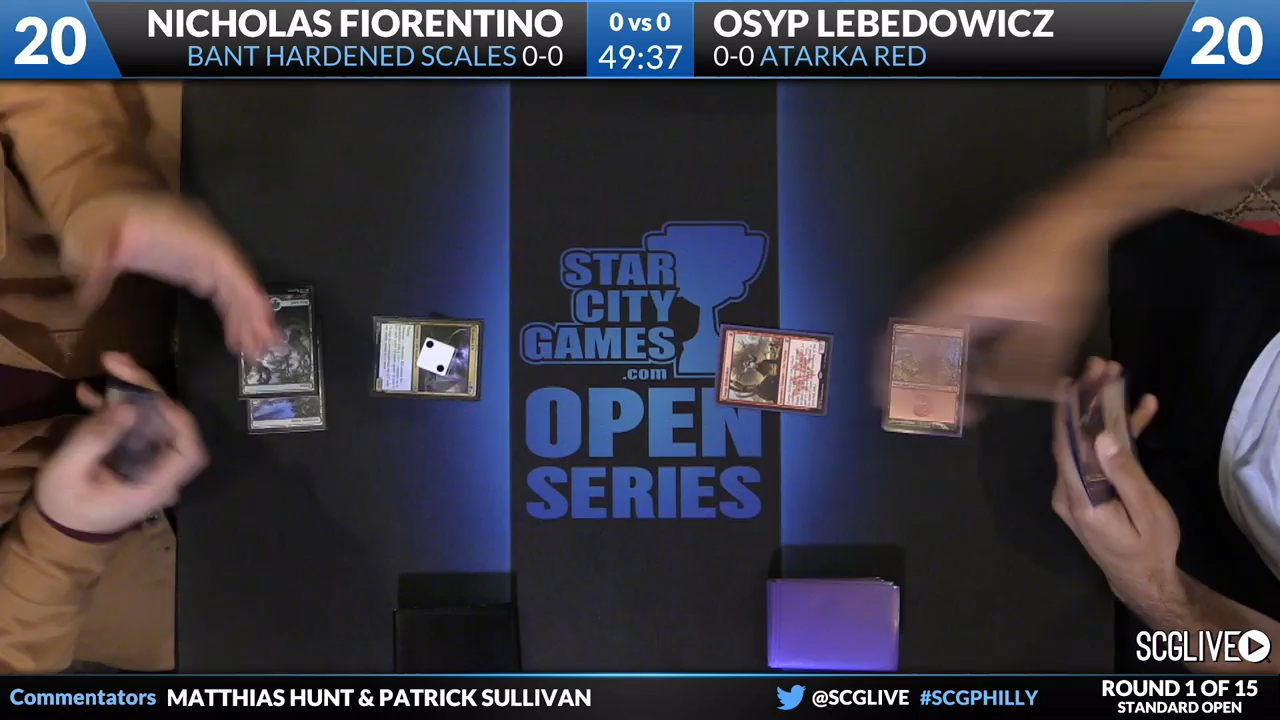 20
NICHOLAS FIORENTINO
BANT HARDENED SCALES 0-0
0 vs 0
49:37
OSYP LEBEDOWICZ
0-0 ATARKA RED
20
STAR
CITY
GAMES
.com
OPEN
SERIES
SCGLIVE
Commentators MATTHIAS HUNT & PATRICK SULLIVAN
@SCGLIVE #SCGPHILLY
ROUND 1 OF 15
STANDARD OPEN